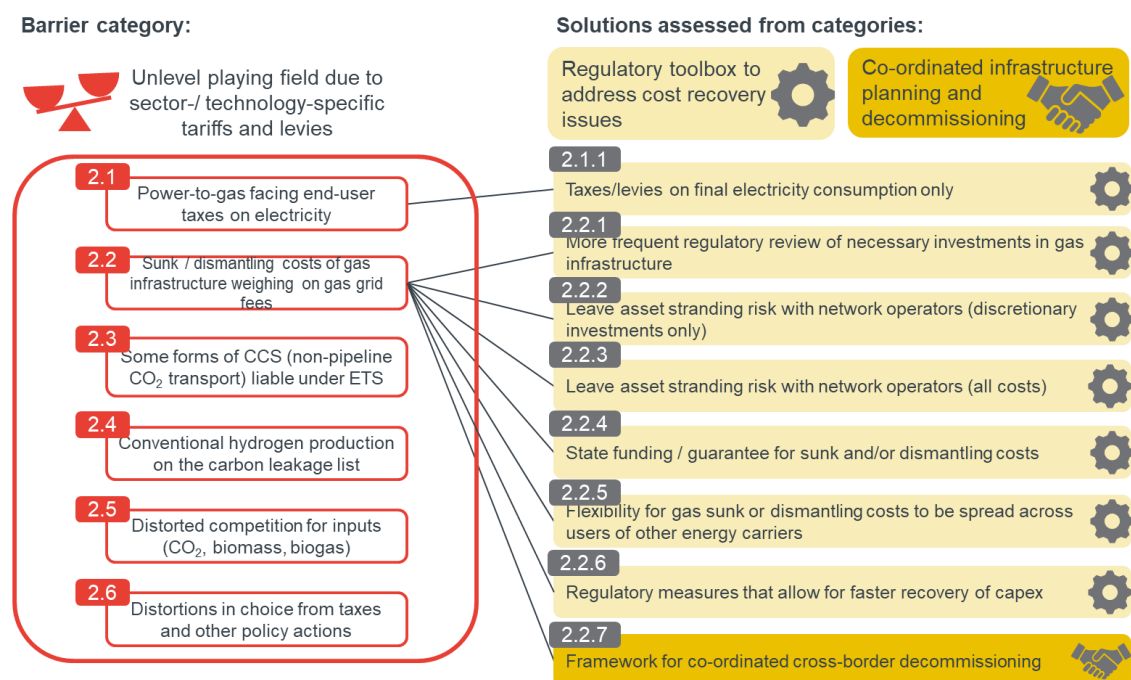 Barrier category:
Unlevel playing field due to
sector-/ technology-specific
tariffs and levies
2.1
Power-to-gas facing end-user
taxes on electricity
2.2
Sunk / dismantling costs of gas
infrastructure weighing on gas grid
fees
2.3
Some forms of CCS (non-pipeline
CO₂ transport) liable under ETS
2.4
Conventional hydrogen production
on the carbon leakage list
2.5
Distorted competition for inputs
(CO₂, biomass, biogas)
2.6
Distortions in choice from taxes
and other policy actions
Solutions assessed from categories:
Regulatory toolbox to
address cost recovery
issues
Co-ordinated infrastructure
planning and
decommissioning
2.1.1
Taxes/levies on final electricity consumption only
2.2.1
More frequent regulatory review of necessary investments in gas
infrastructure
2.2.2
Leave asset stranding risk with network operators (discretionary
investments only)
2.2.3
Leave asset stranding risk with network operators (all costs)
2.2.4
State funding / guarantee for sunk and/or dismantling costs
2.2.5
Flexibility for gas sunk or dismantling costs to be spread across
users of other energy carriers
2.2.6
Regulatory measures that allow for faster recovery of capex
2.2.7
Framework for co-ordinated cross-border decommissioning